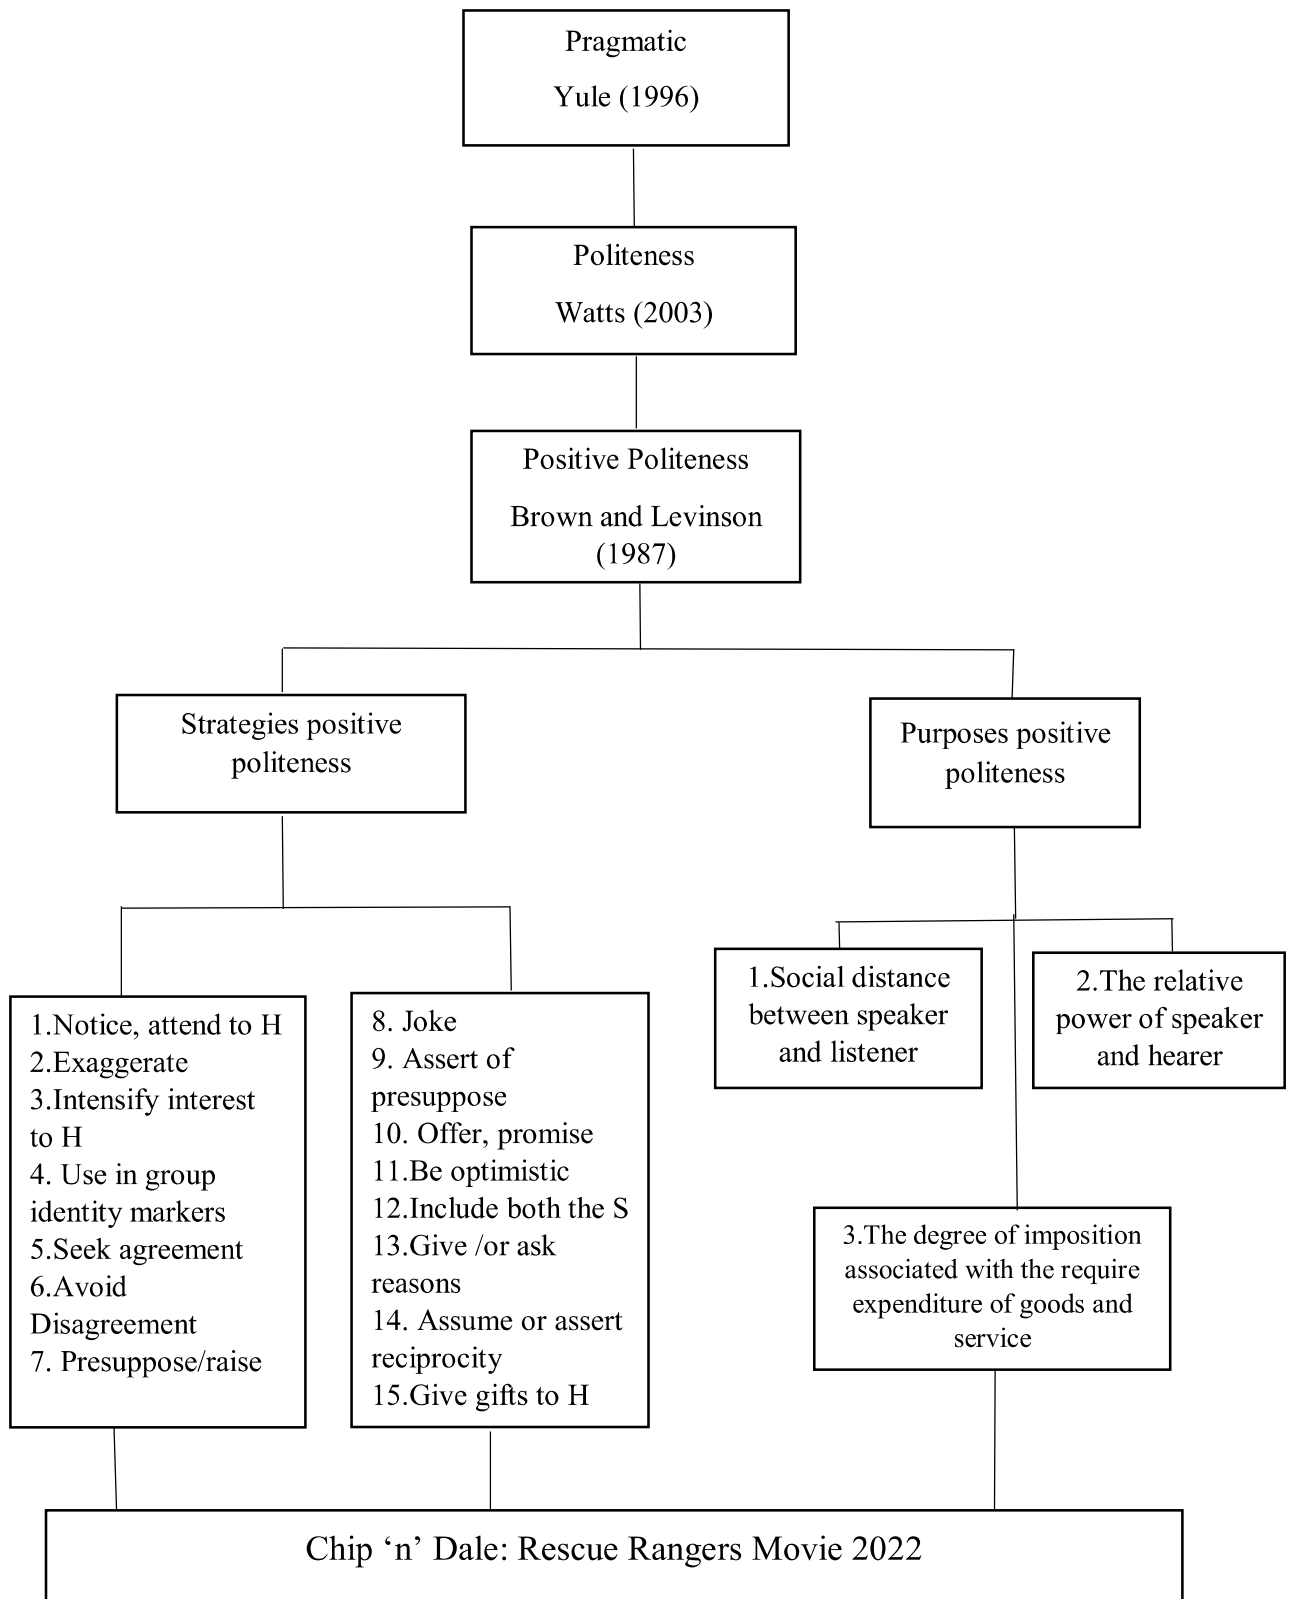 Pragmatic
Yule (1996)
Politeness
Watts (2003)
Positive Politeness
Brown and Levinson
(1987)
Strategies positive
politeness
Purposes positive
politeness
1.Notice, attend to H
2.Exaggerate
3.Intensify interest
to H
4. Use in group
identity markers
5.Seek agreement
6.Avoid
Disagreement
7. Presuppose/raise
8. Joke
9. Assert of
presuppose
10. Offer, promise
11.Be optimistic
12.Include both the S
13.Give /or ask
reasons
14. Assume or assert
reciprocity
15.Give gifts to H
1.Social distance
between speaker
and listener
2.The relative
power of speaker
and hearer
3.The degree of imposition
associated with the require
expenditure of goods and
service
Chip ‘n’ Dale: Rescue Rangers Movie 2022